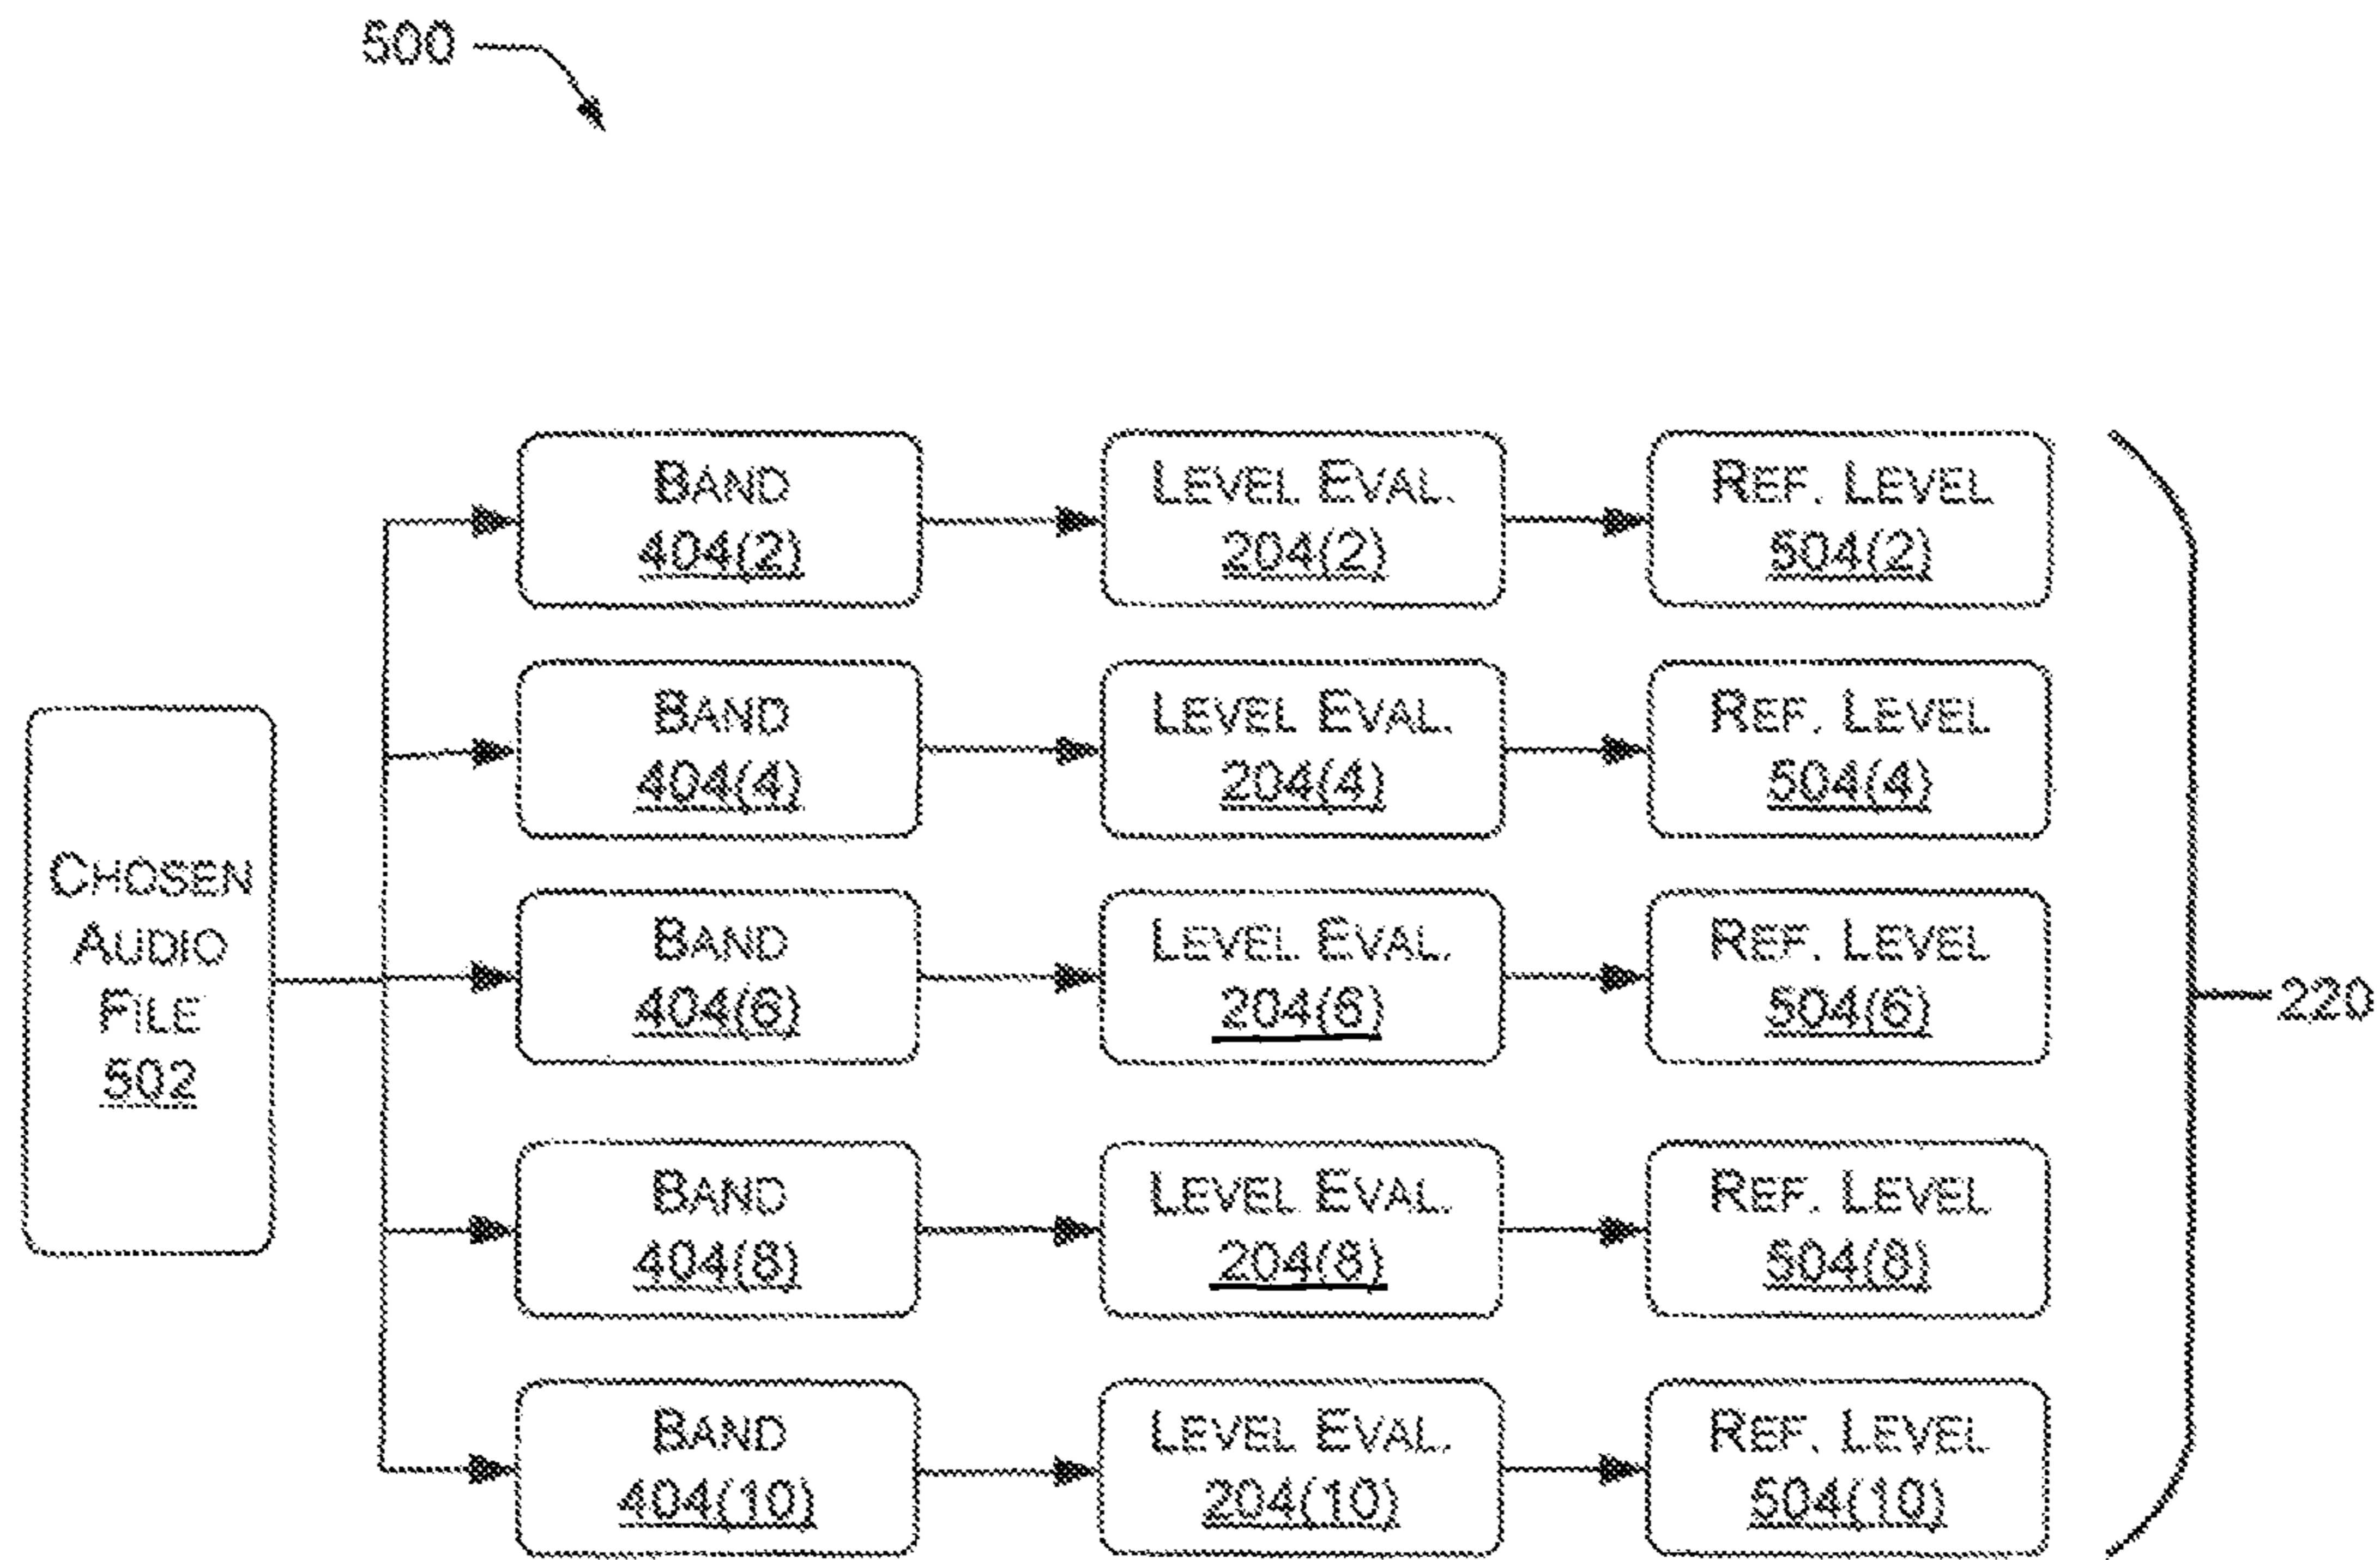 500
BAND
404(2)
LEVEL EVAL.
204(2)
REF. LEVEL
504(2)
BAND
404(4)
LEVEL EVAL.
204(4)
REF. LEVEL
504(4)
CHOSEN
AUDIO
FILE
502
BAND
404(6)
LEVEL EVAL.
204(6)
REF. LEVEL
504(6)
220
BAND
404(8)
LEVEL EVAL.
204(8)
REF. LEVEL
504(8)
BAND
404(10)
LEVEL EVAL.
204(10)
REF. LEVEL
504(10)